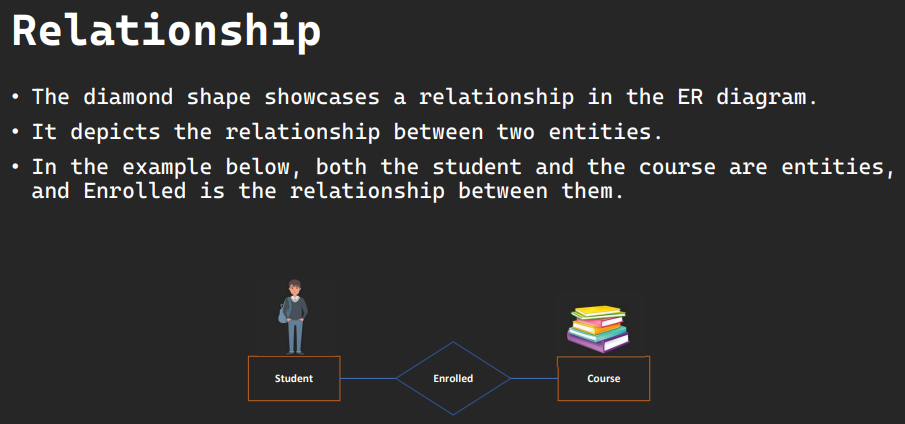 Relationship
• The diamond shape showcases a relationship in the ER diagram.
• It depicts the relationship between two entities.
• In the example below, both the student and the course are entities,
and Enrolled is the relationship between them.
Student
Enrolled
Course